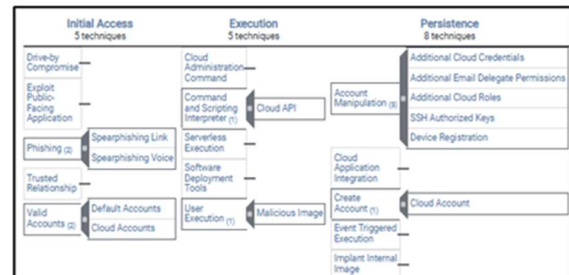 Initial Access
5 techniques
Drive-by
Compromise
Exploit
Public-
Facing
Application
Phishing (2)
Spearphishing Link
Spearphishing Voice
Trusted
Relationship
Valid
Accounts (2)
Default Accounts
Cloud Accounts
Execution
5 techniques
Cloud
Administration
Command
Command
and Scripting
Interpreter (1)
Cloud API
Serverless
Execution
Software
Deployment
Tools
User
Execution (1)
Malicious Image
Persistence
8 techniques
Account
Manipulation (5)
Additional Cloud Credentials
Additional Email Delegate Permissions
Additional Cloud Roles
SSH Authorized Keys
Device Registration
Cloud
Application
Integration
Create
Account (1)
Cloud Account
Event Triggered
Execution
Implant Internal
Image